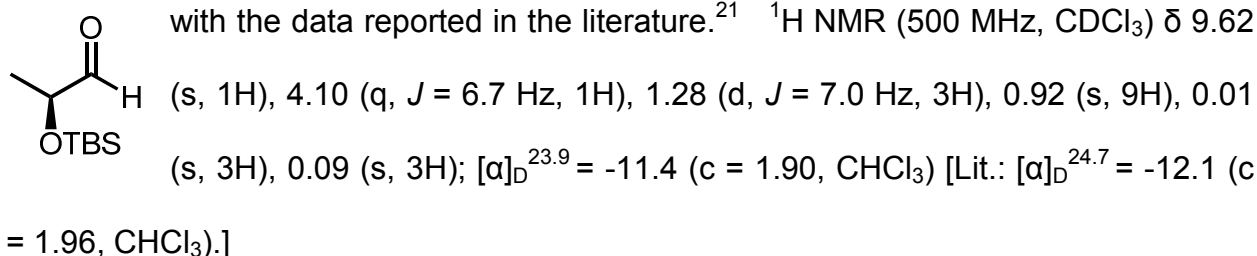 with the data reported in the literature.²¹ ¹H NMR (500 MHz, CDCl₃) δ 9.62
O
H
OTBS
(s, 1H), 4.10 (q, J = 6.7 Hz, 1H), 1.28 (d, J = 7.0 Hz, 3H), 0.92 (s, 9H), 0.01
(s, 3H), 0.09 (s, 3H); [α]D²³·⁹ = -11.4 (c = 1.90, CHCl₃) [Lit.: [α]D²⁴·⁷ = -12.1 (c
= 1.96, CHCl₃).]